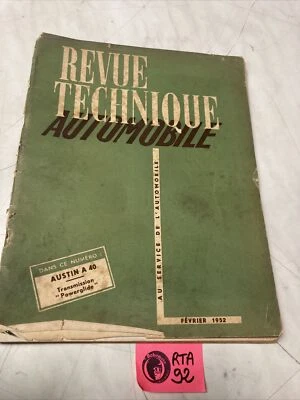 REVUE
TECHNIQUE
AUTOMOBILE
AU SERVICE DE L'AUTOMOBILE
DANS CE NUMÉRO :
AUSTIN A 40
Transmission
"Powerglide"
FÉVRIER 1952
RTA
92